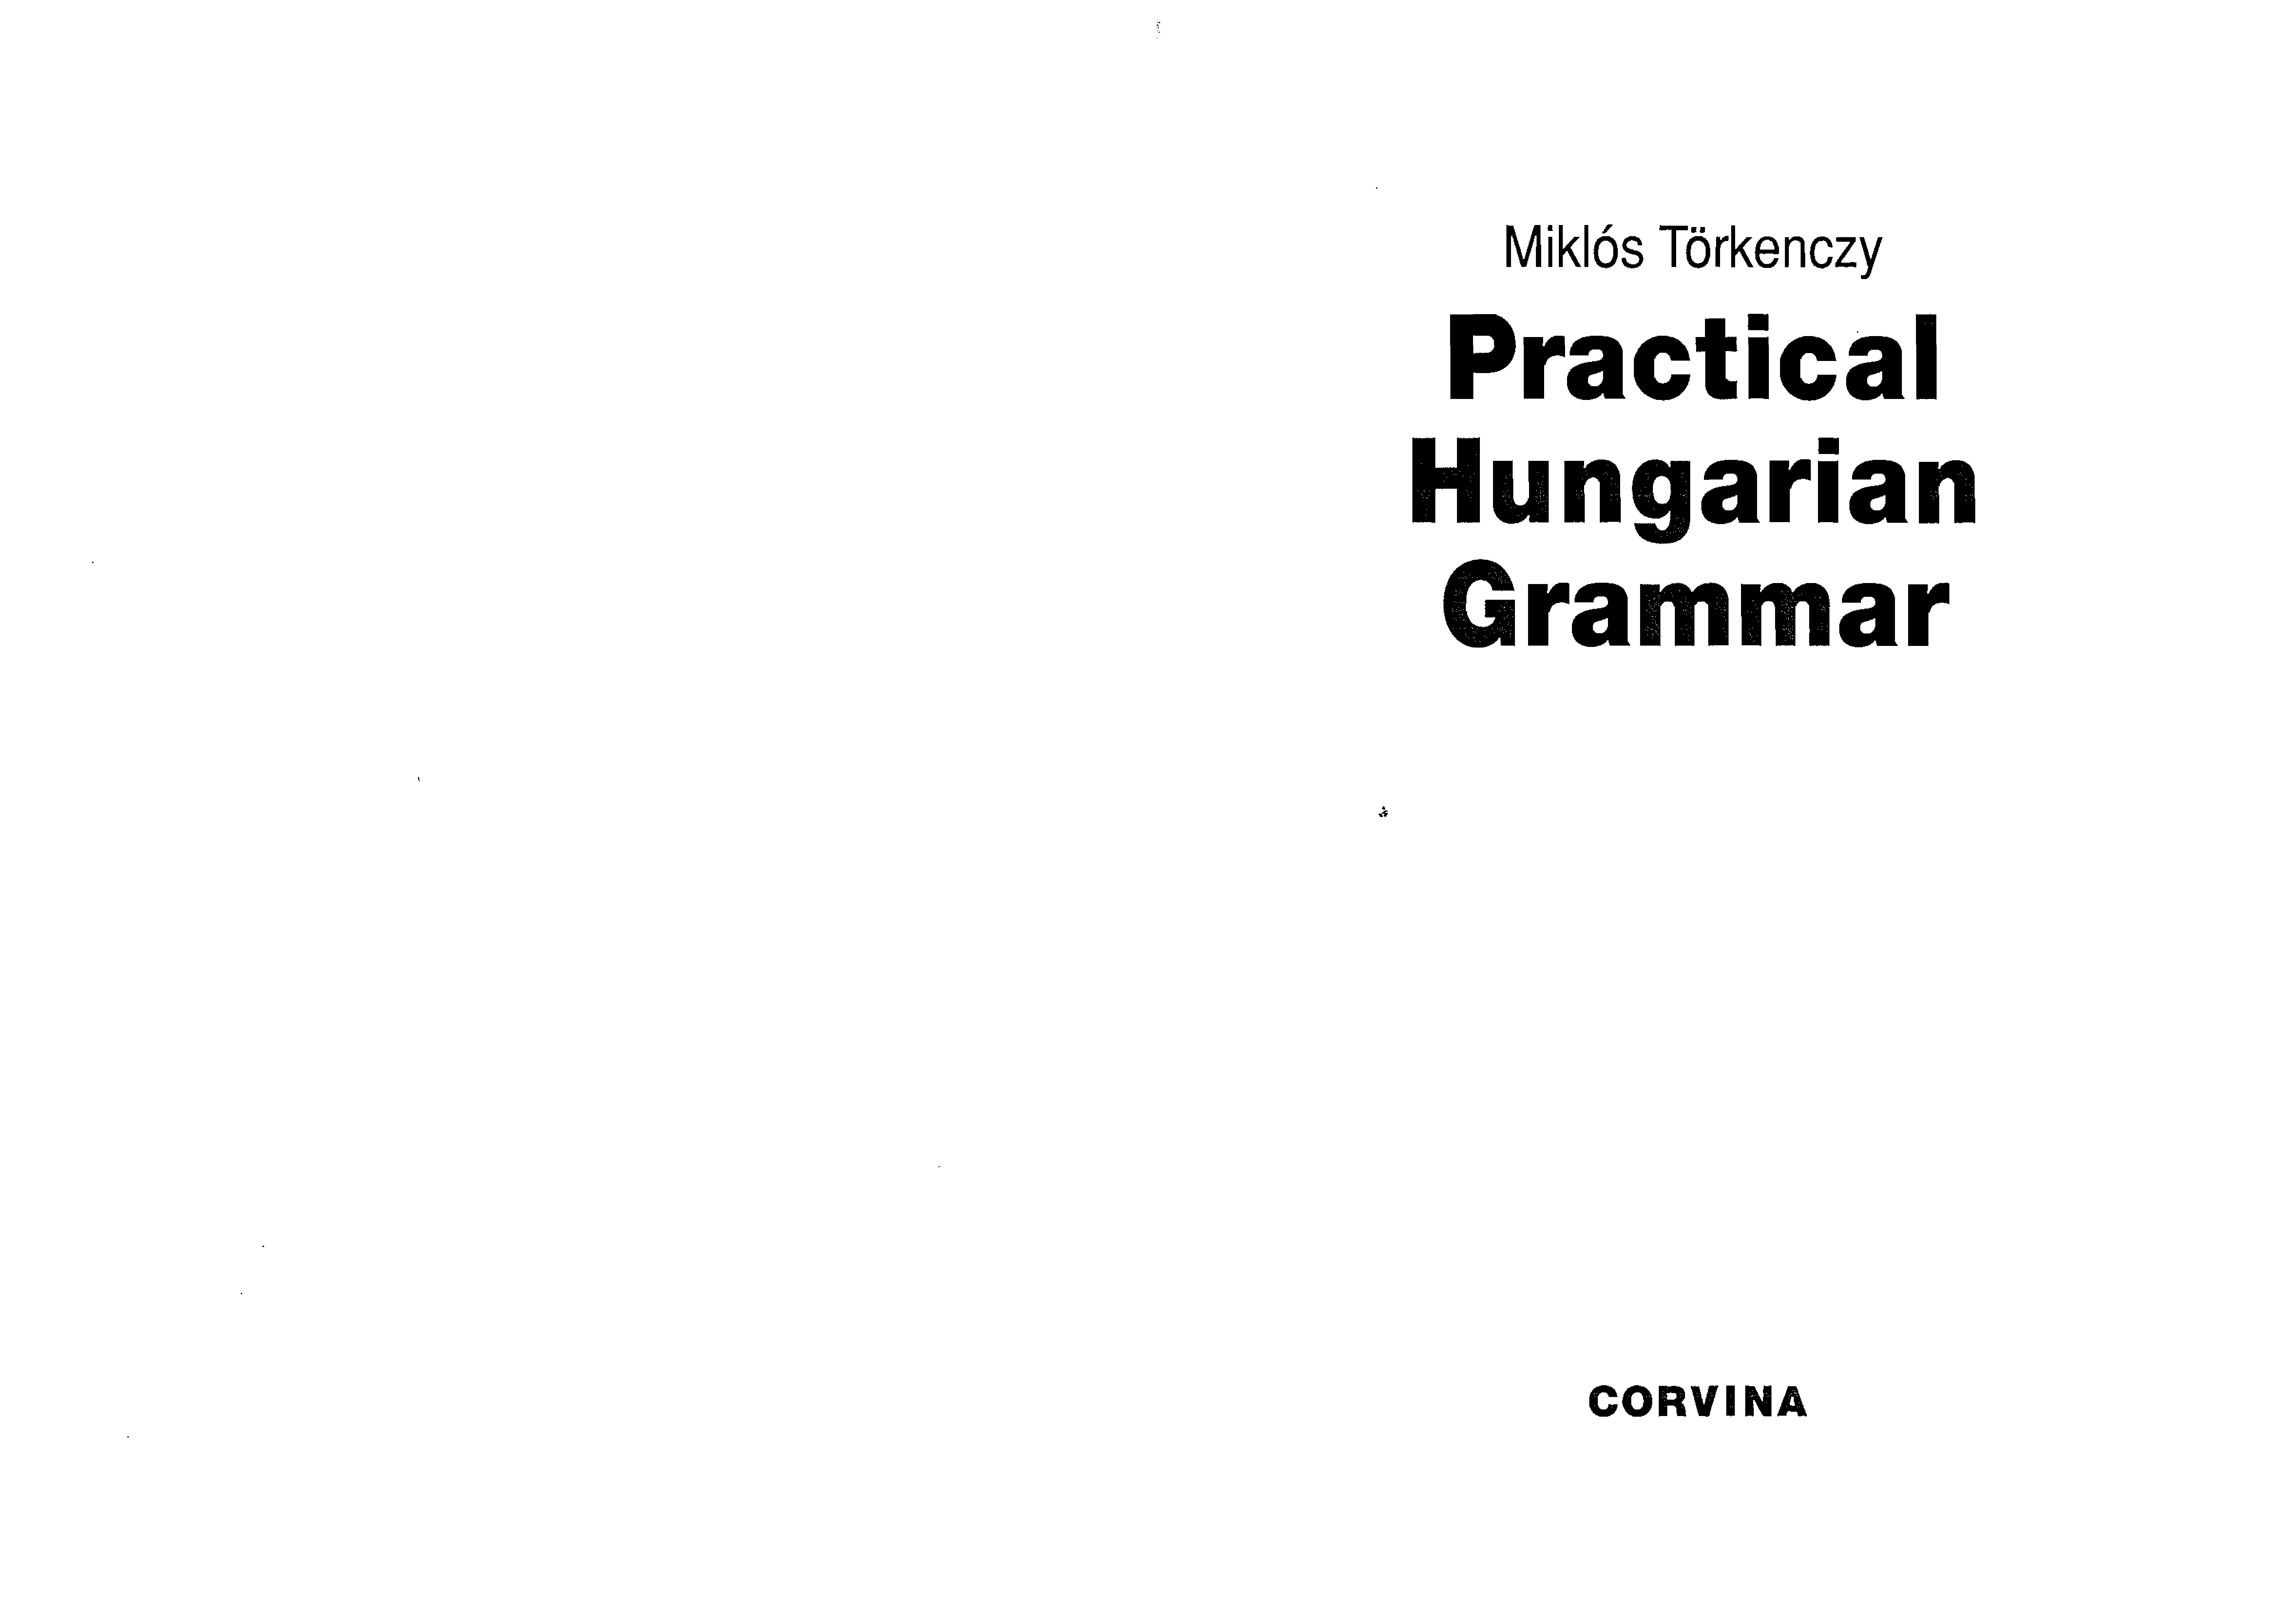 Miklós Törkenczy
Practical
Hungarian
Grammar
CORVINA